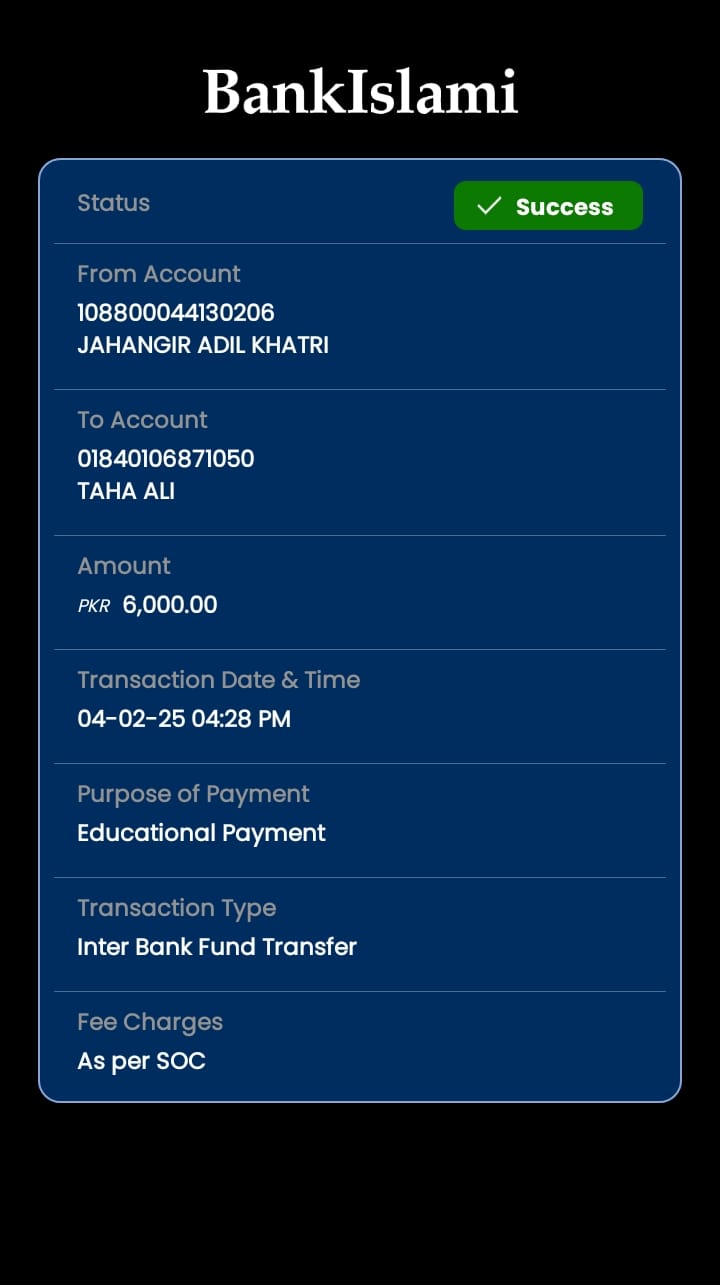 BankIslami
Status
Success
From Account
108800044130206
JAHANGIR ADIL KHATRI
To Account
01840106871050
TAHA ALI
Amount
PKR 6,000.00
Transaction Date & Time
04-02-25 04:28 PM
Purpose of Payment
Educational Payment
Transaction Type
Inter Bank Fund Transfer
Fee Charges
As per SOC